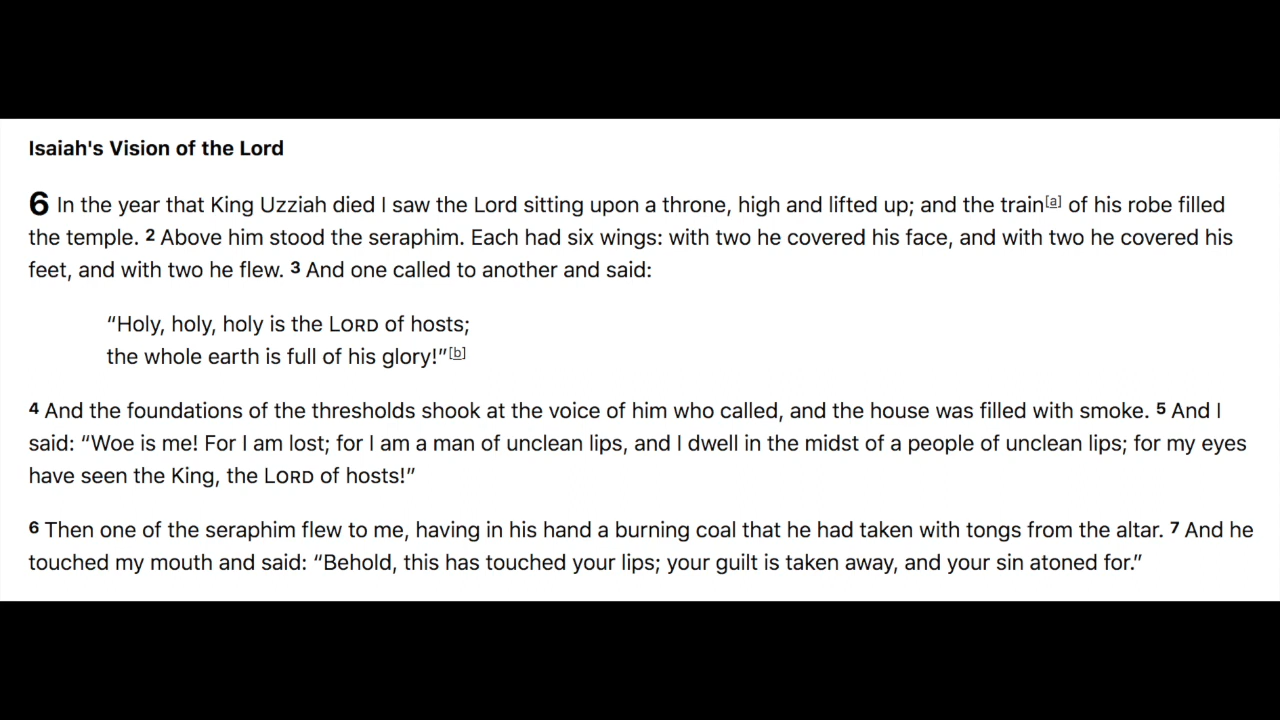 Isaiah's Vision of the Lord
6 In the year that King Uzziah died I saw the Lord sitting upon a throne, high and lifted up; and the train[a] of his robe filled
the temple. 2 Above him stood the seraphim. Each had six wings: with two he covered his face, and with two he covered his
feet, and with two he flew. 3 And one called to another and said:
“Holy, holy, holy is the LORD of hosts;
the whole earth is full of his glory!”[b]
4 And the foundations of the thresholds shook at the voice of him who called, and the house was filled with smoke. 5 And I
said: “Woe is me! For I am lost; for I am a man of unclean lips, and I dwell in the midst of a people of unclean lips; for my eyes
have seen the King, the LORD of hosts!”
6 Then one of the seraphim flew to me, having in his hand a burning coal that he had taken with tongs from the altar. 7 And he
touched my mouth and said: “Behold, this has touched your lips; your guilt is taken away, and your sin atoned for.”